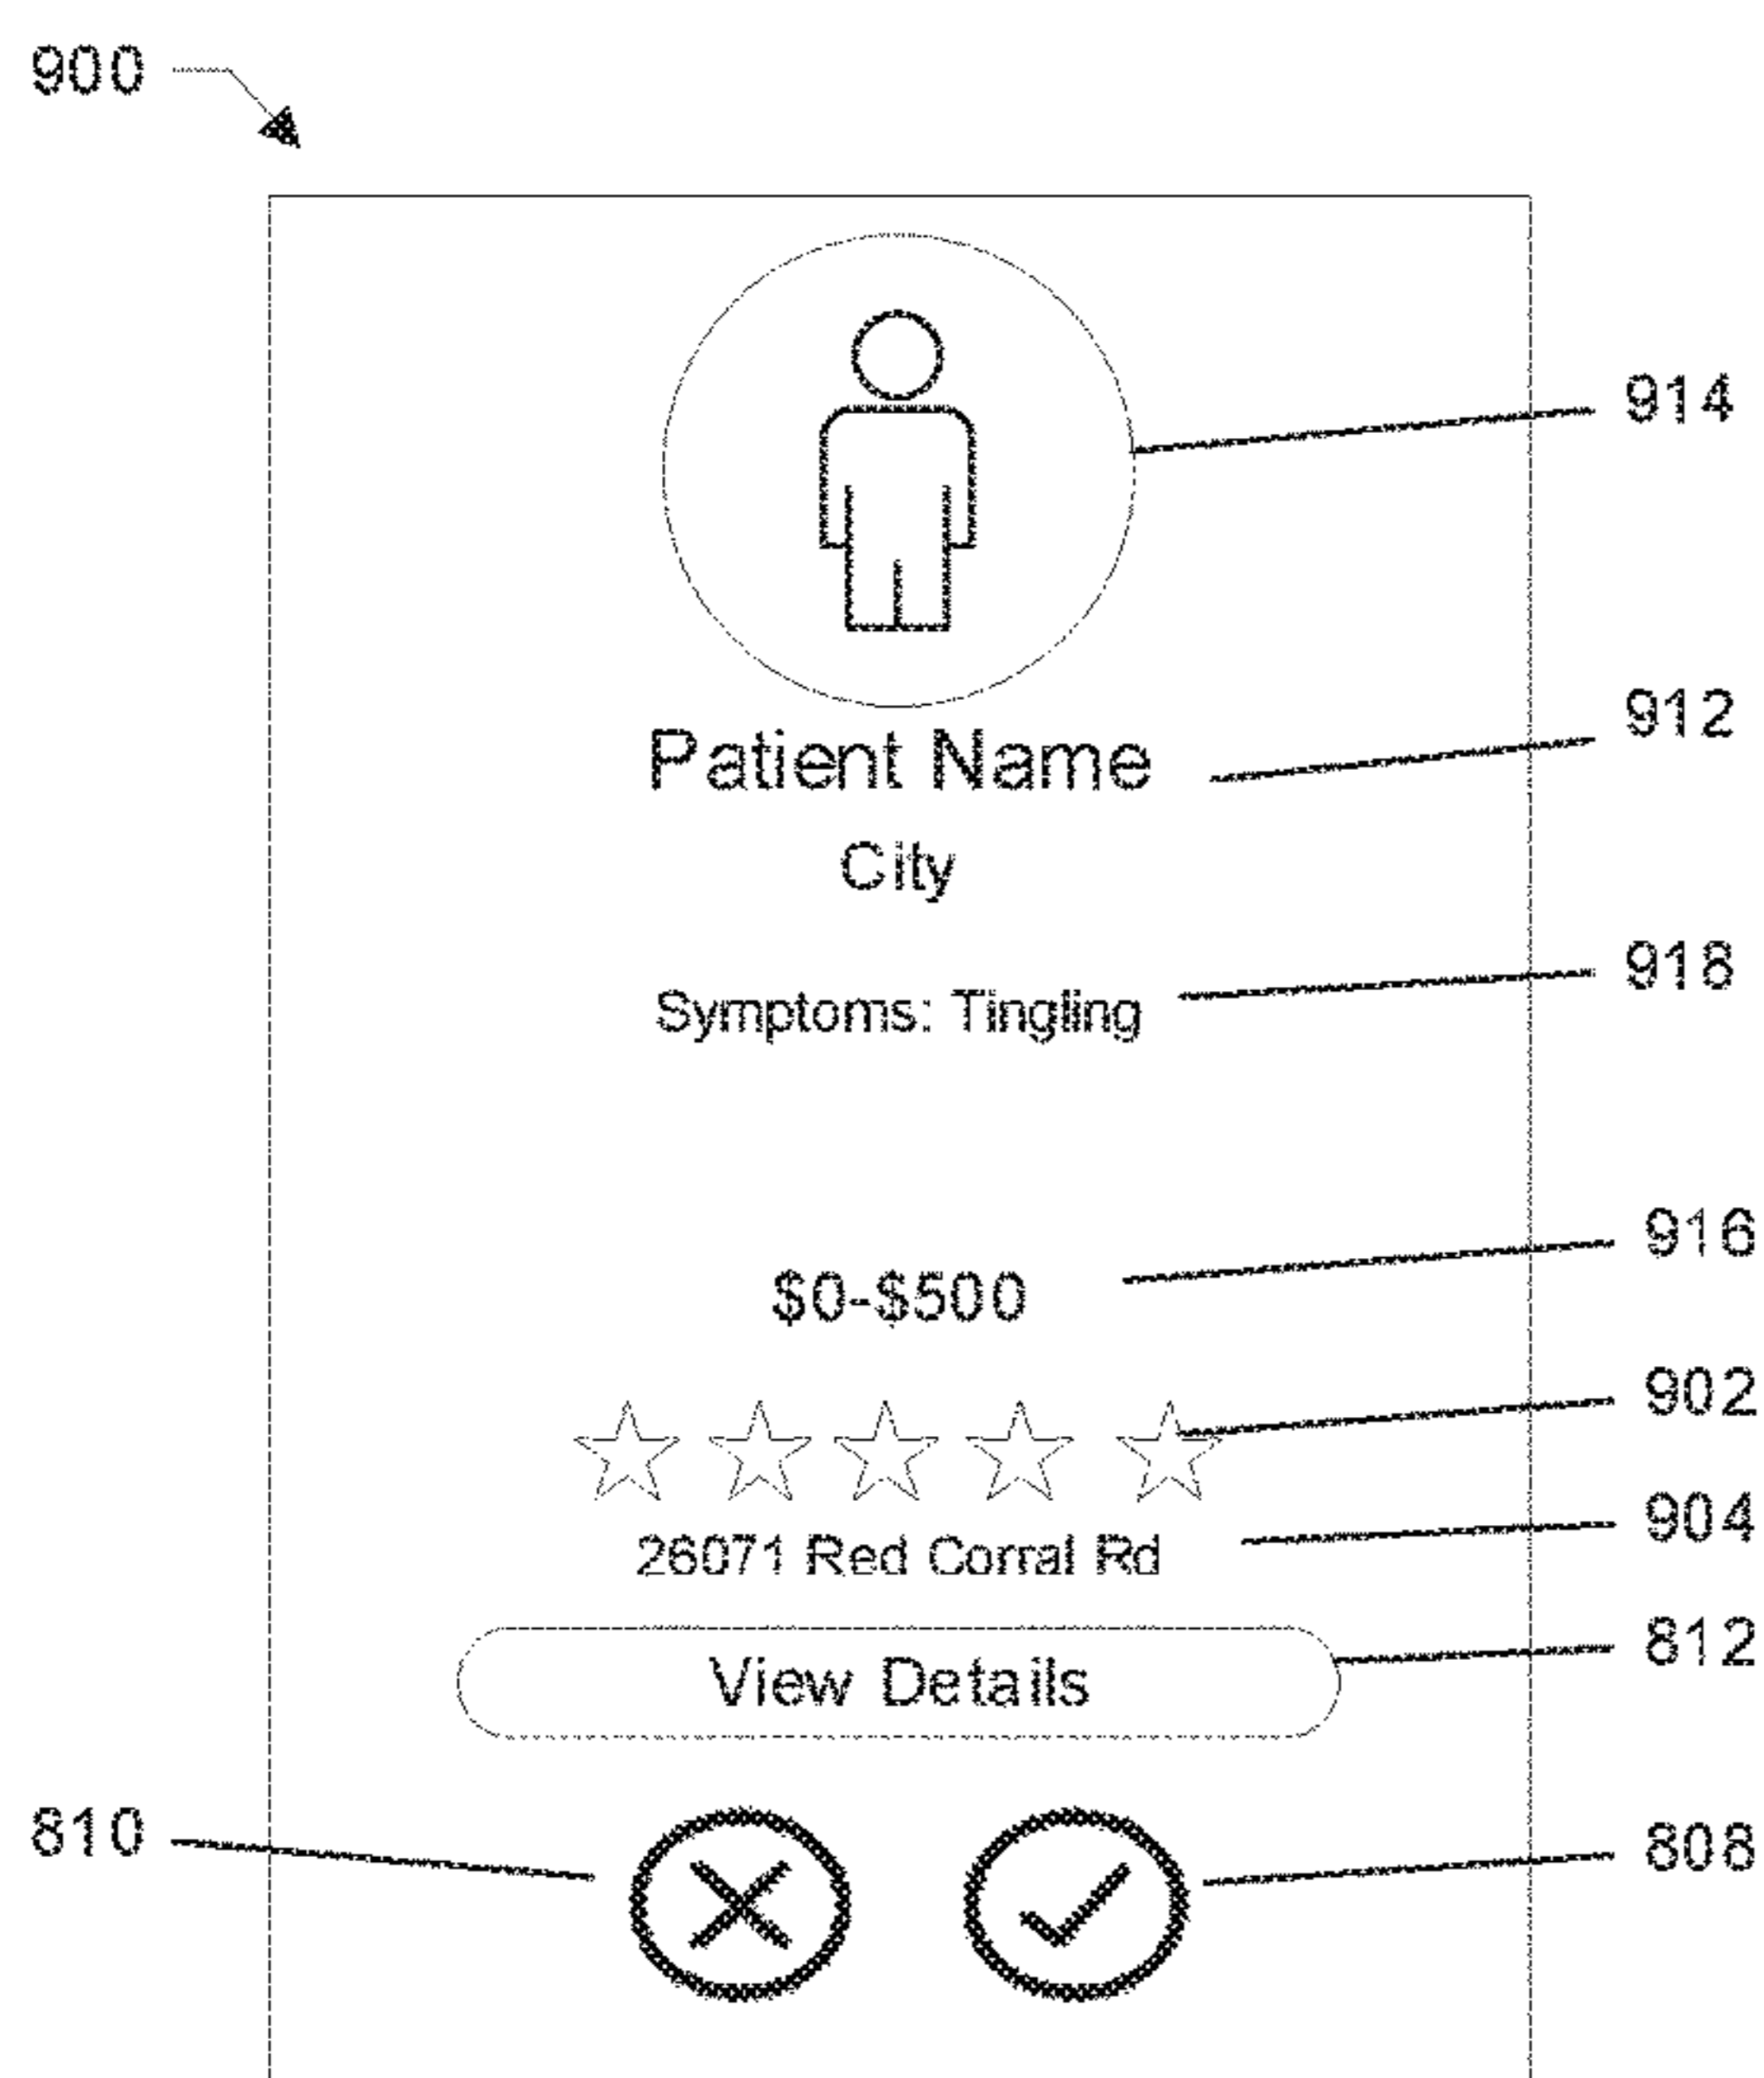 900
914
Patient Name
912
City
Symptoms: Tingling
918
$0-$500
916
902
26071 Red Corral Rd
904
View Details
812
810
808